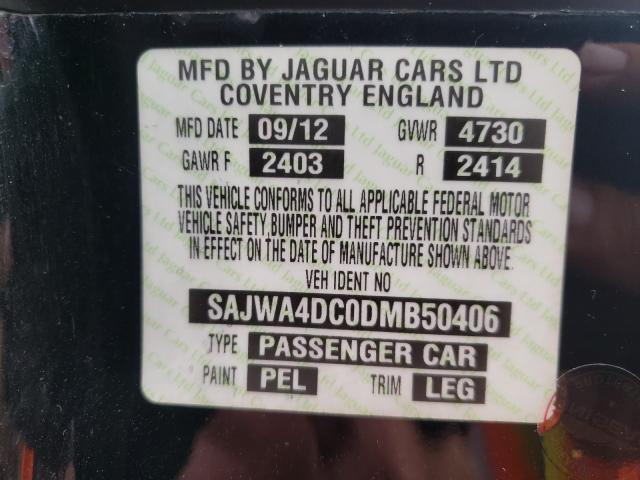 MFD BY JAGUAR CARS LTD
COVENTRY ENGLAND
MFD DATE 09/12 GVWR 4730
GAWR F 2403 R 2414
THIS VEHICLE CONFORMS TO ALL APPLICABLE FEDERAL MOTOR
VEHICLE SAFETY,BUMPER AND THEFT PREVENTION STANDARDS
IN EFFECT ON THE DATE OF MANUFACTURE SHOWN ABOVE.
VEH IDENT NO
SAJWA4DC0DMB50406
TYPE PASSENGER CAR
PAINT PEL TRIM LEG